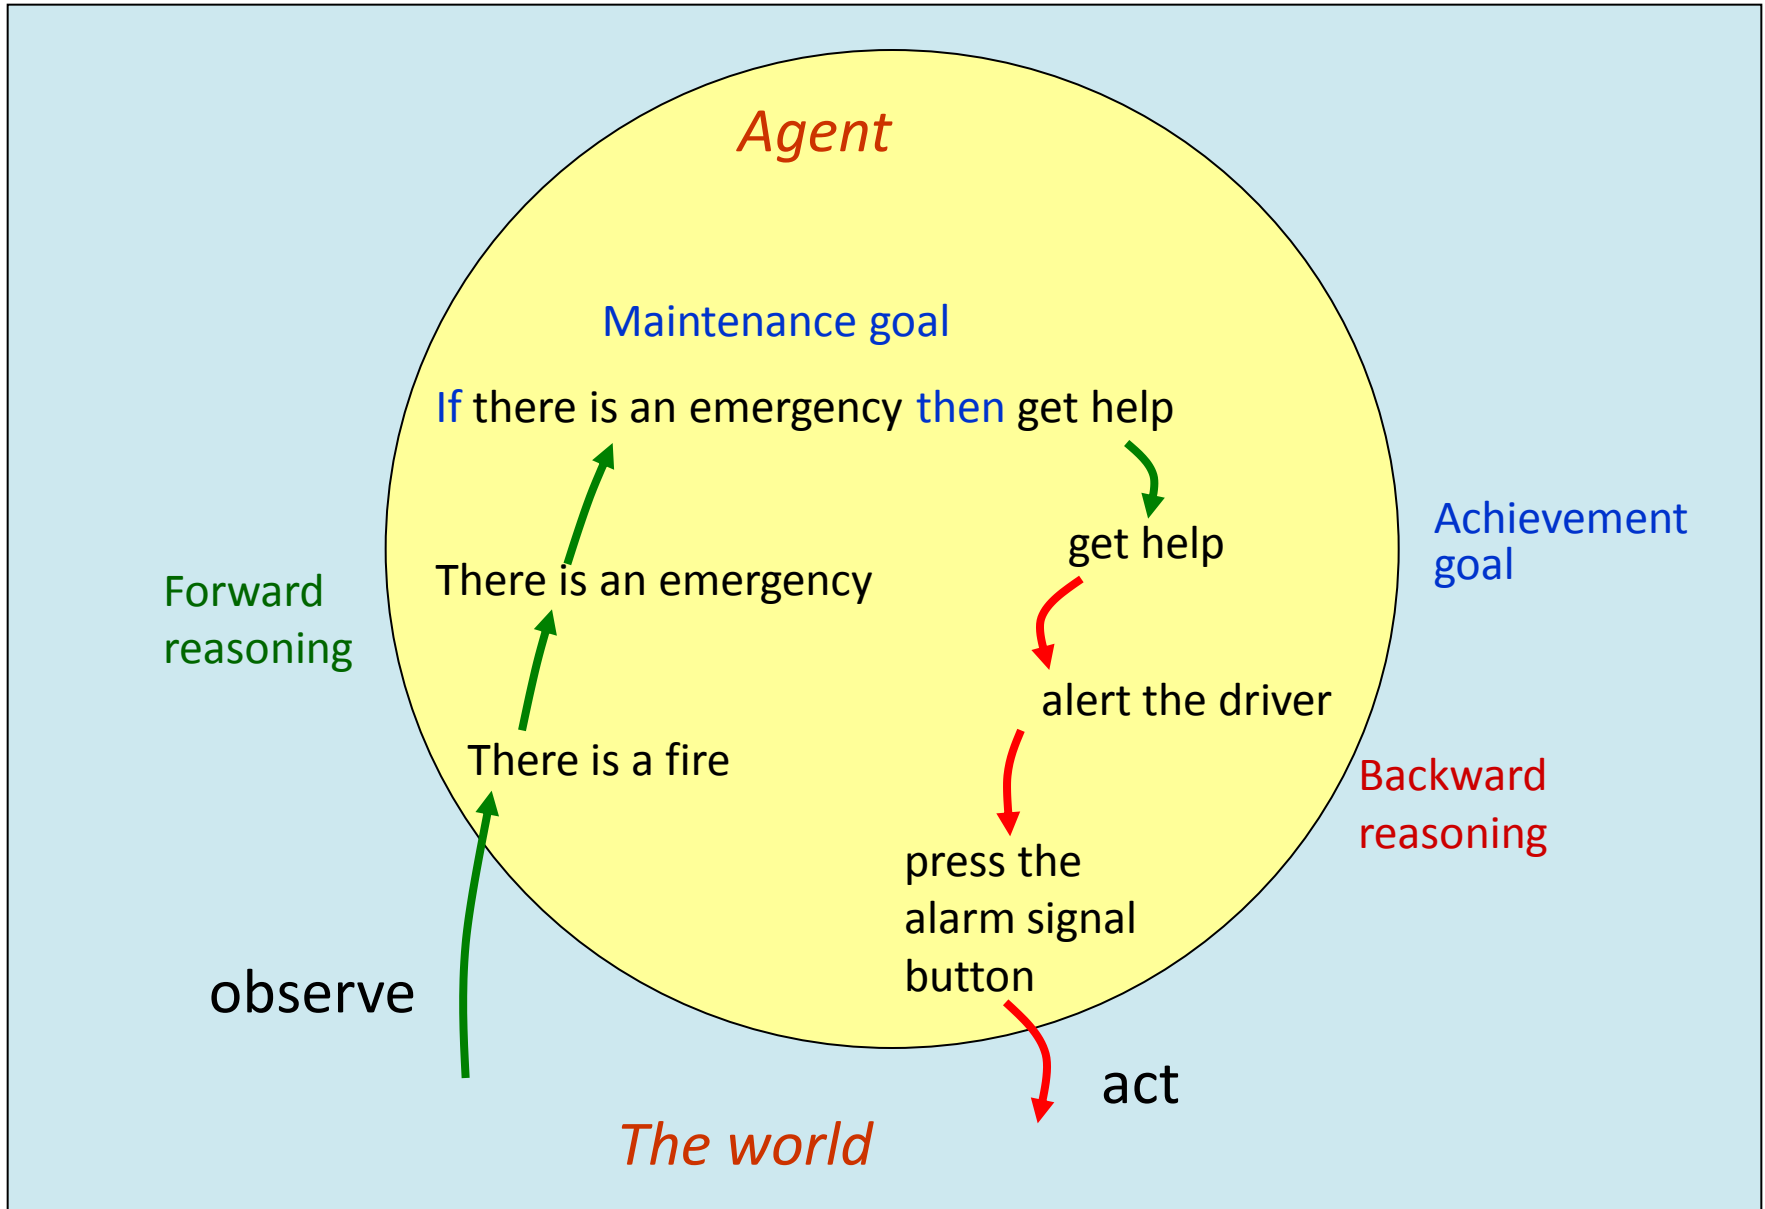 Agent
Maintenance goal
If there is an emergency then get help
get help
Achievement
goal
There is an emergency
Forward
reasoning
alert the driver
There is a fire
Backward
reasoning
press the
alarm signal
button
observe
act
The world